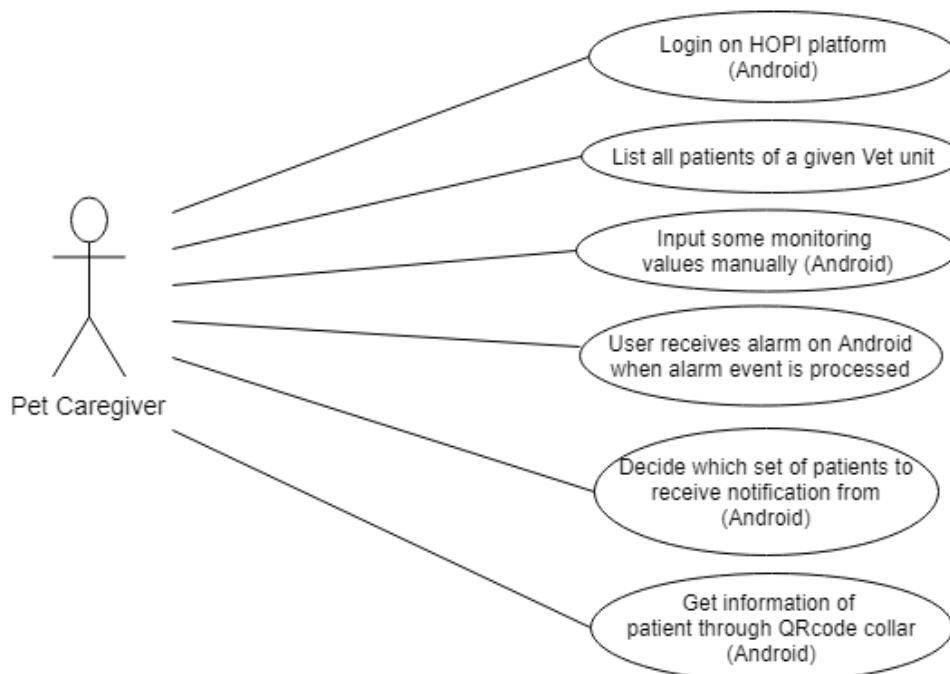 Login on HOPI platform
(Android)
List all patients of a given Vet unit
Input some monitoring
values manually (Android)
User receives alarm on Android
when alarm event is processed
Pet Caregiver
Decide which set of patients to
receive notification from
(Android)
Get information of
patient through QRcode collar
(Android)